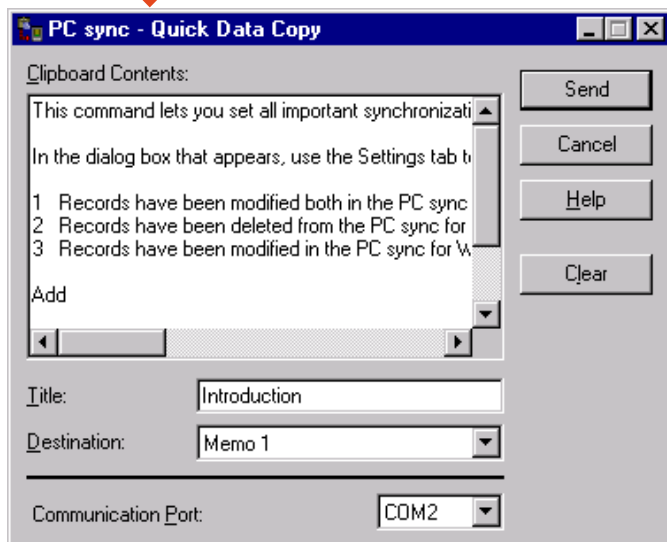 PC sync - Quick Data Copy
Clipboard Contents:
This command lets you set all important synchronizati
In the dialog box that appears, use the Settings tab t
1 Records have been modified both in the PC sync
2 Records have been deleted from the PC sync for
3 Records have been modified in the PC sync for W
Add
Send
Cancel
Help
Clear
Title: Introduction
Destination: Memo 1
Communication Port: COM2